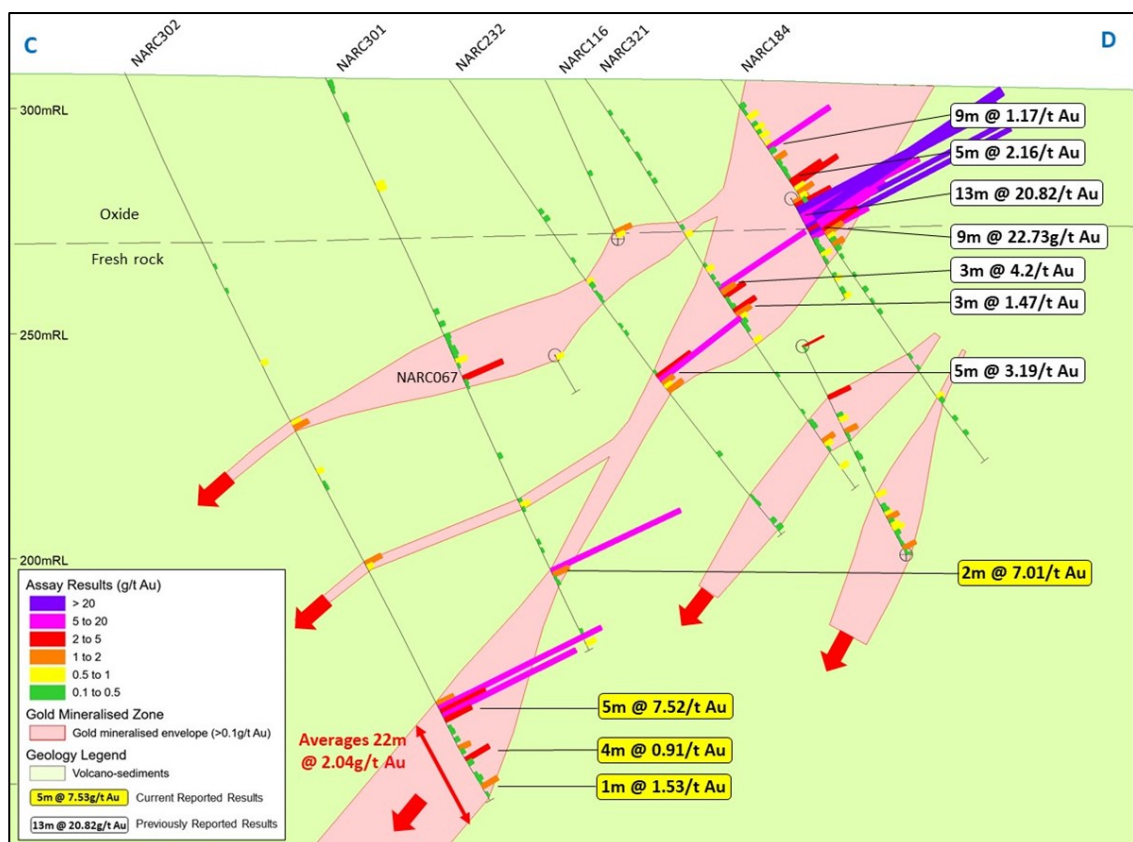 C
NARC302
NARC301
NARC232
NARC116
NARC321
NARC184
D
300mRL
9m @ 1.17/t Au
5m @ 2.16/t Au
13m @ 20.82/t Au
Oxide
Fresh rock
9m @ 22.73g/t Au
3m @ 4.2/t Au
3m @ 1.47/t Au
250mRL
NARC067
5m @ 3.19/t Au
200mRL
2m @ 7.01/t Au
5m @ 7.52/t Au
Averages 22m
@ 2.04g/t Au
4m @ 0.91/t Au
1m @ 1.53/t Au
Assay Results (g/t Au)
> 20
5 to 20
2 to 5
1 to 2
0.5 to 1
0.1 to 0.5
Gold Mineralised Zone
Gold mineralised envelope (>0.1g/t Au)
Geology Legend
Volcano-sediments
5m @ 7.53g/t Au Current Reported Results
13m @ 20.82g/t Au Previously Reported Results